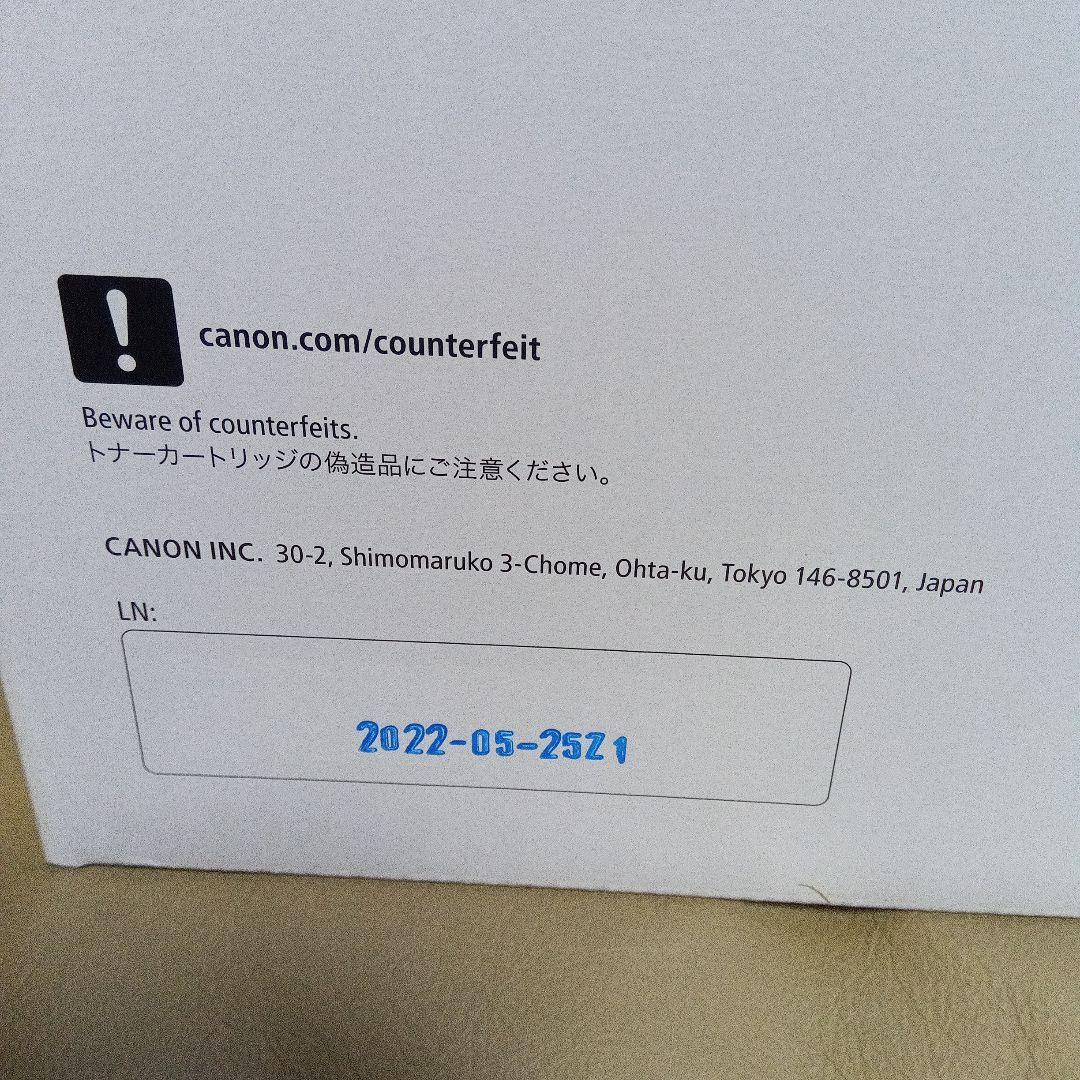 !
canon.com/counterfeit
Beware of counterfeits.
トナーカートリッジの偽造品にご注意ください。
CANON INC. 30-2, Shimomaruko 3-Chome, Ohta-ku, Tokyo 146-8501, Japan
LN:
2022-05-25Z1